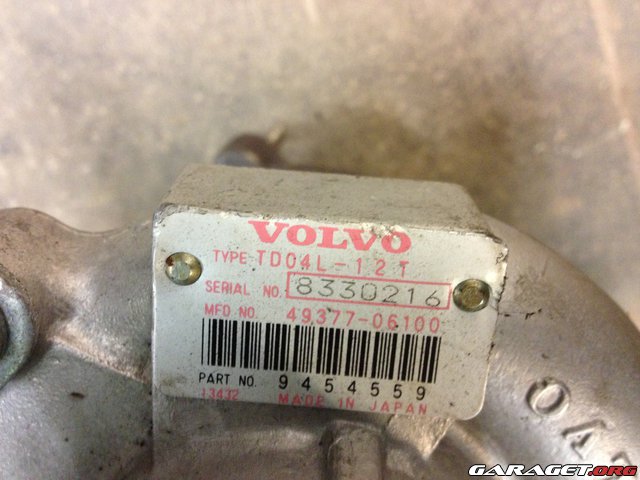 VOLVO
TYPE TD04L-12T
SERIAL NO. 8330216
MFD NO. 49377-06100
PART NO. 9454559
13432 MADE IN JAPAN
GARAGET.ORG